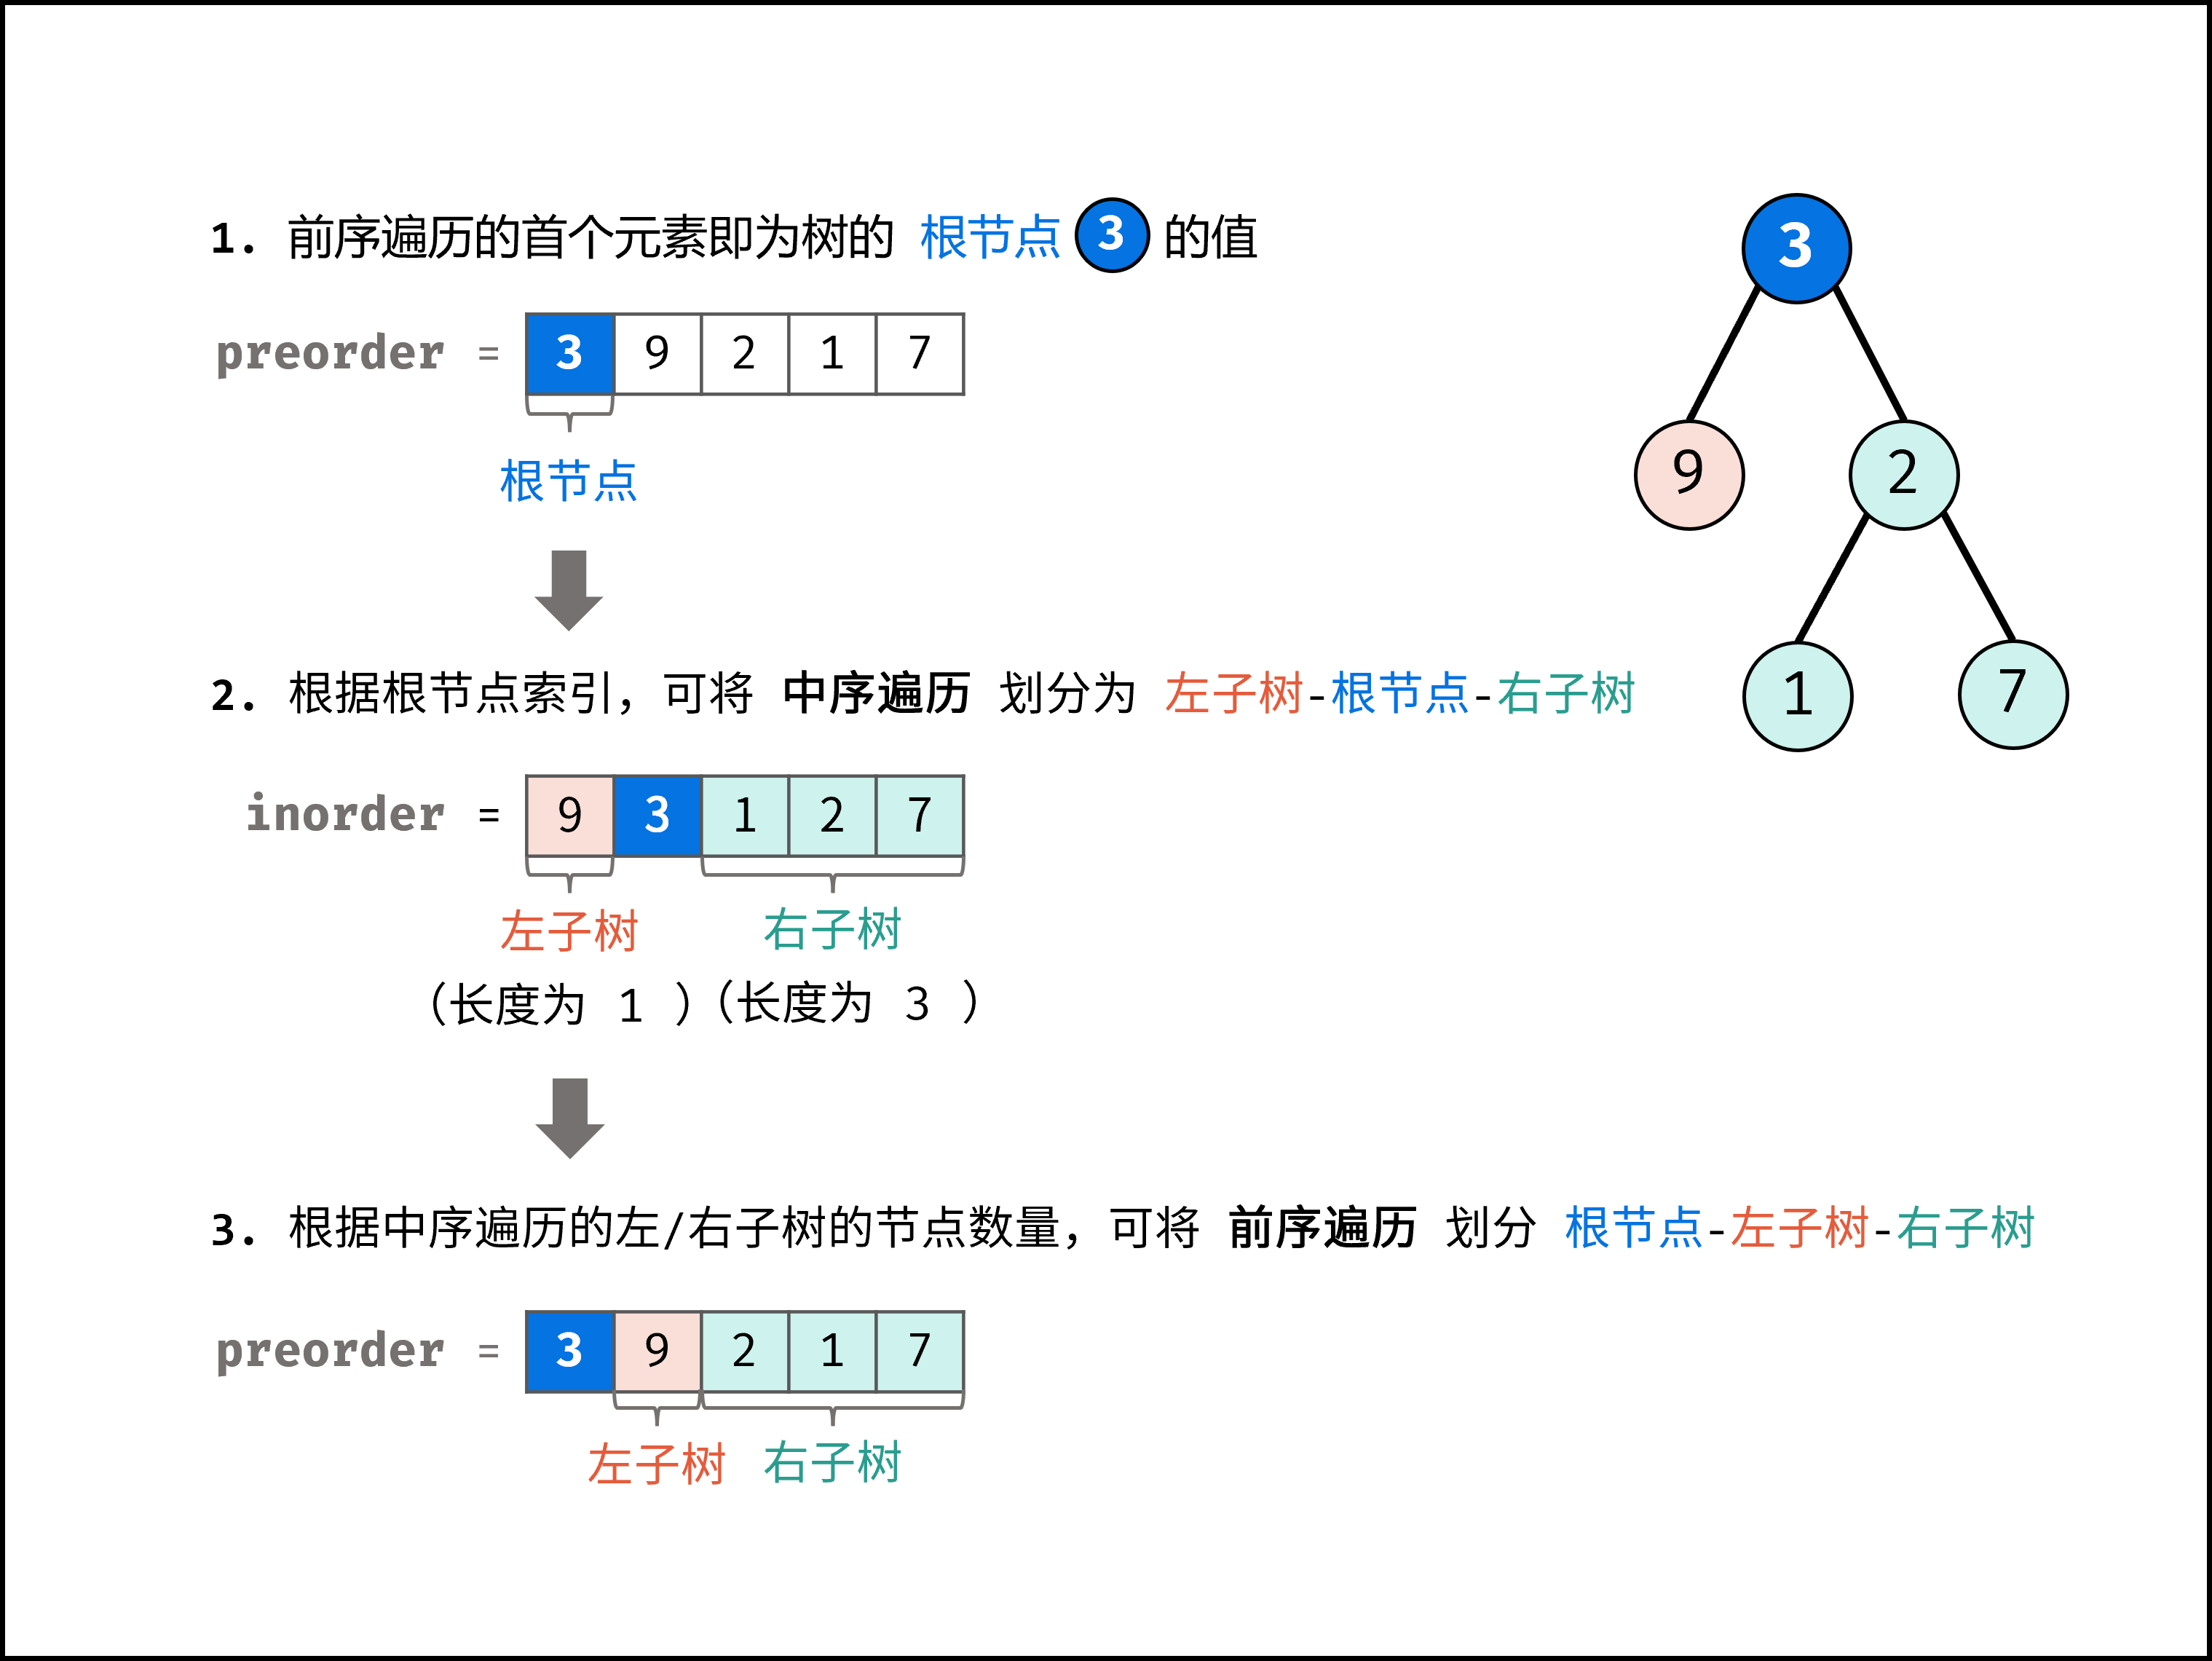 1. 前序遍历的首个元素即为树的 根节点 3 的值
preorder = 3 9 2 1 7
根节点
2. 根据根节点索引，可将 中序遍历 划分为 左子树-根节点-右子树
inorder = 9 3 1 2 7
左子树 右子树
（长度为 1 ）（长度为 3 ）
3. 根据中序遍历的左/右子树的节点数量，可将 前序遍历 划分 根节点-左子树-右子树
preorder = 3 9 2 1 7
左子树 右子树
3
9 2
1 7